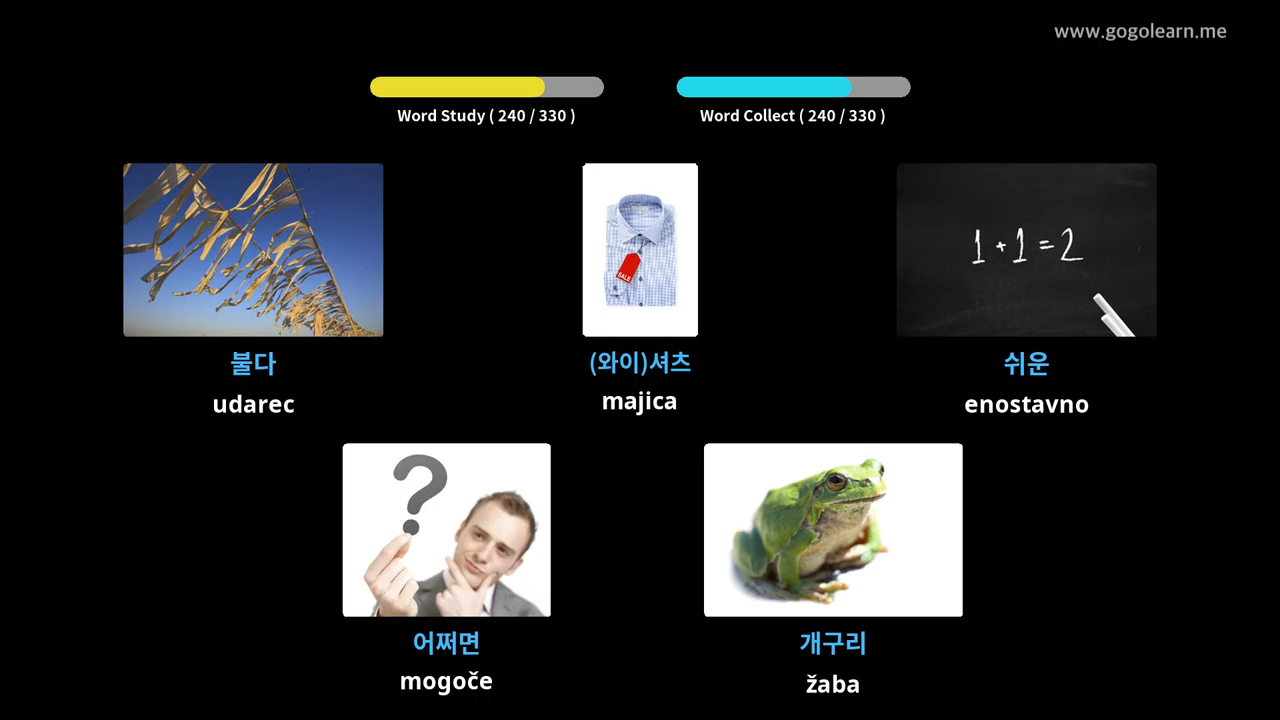 www.gogolearn.me
Word Study ( 240 / 330 )
Word Collect ( 240 / 330 )
SALE
1 + 1 = 2
불다
udarec
(와이)셔츠
majica
쉬운
enostavno
?
어쩌면
mogoče
개구리
žaba